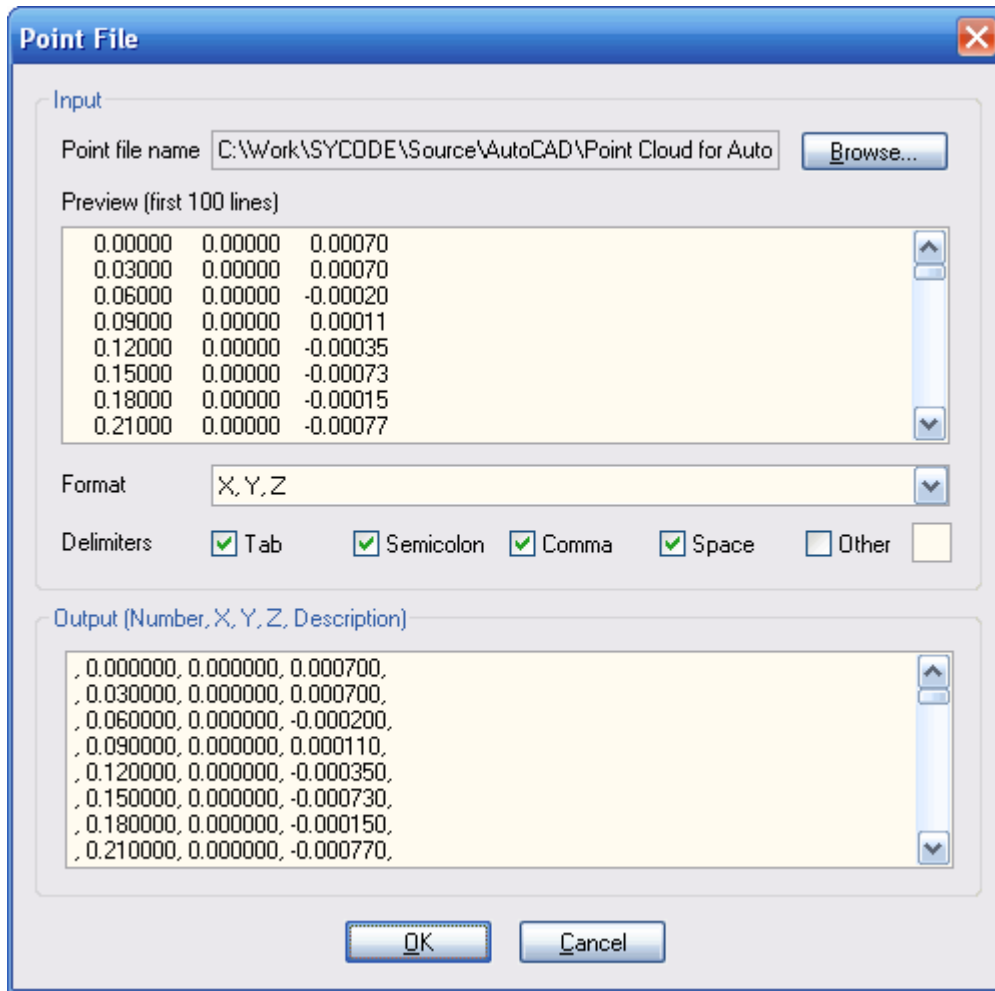 Point File
Input
Point file name C:\Work\SYCODE\Source\AutoCAD\Point Cloud for Auto Browse...
Preview (first 100 lines)
0.00000 0.00000 0.00070
0.03000 0.00000 0.00070
0.06000 0.00000 -0.00020
0.09000 0.00000 0.00011
0.12000 0.00000 -0.00035
0.15000 0.00000 -0.00073
0.18000 0.00000 -0.00015
0.21000 0.00000 -0.00077
Format X, Y, Z
Delimiters Tab Semicolon Comma Space Other
Output (Number, X, Y, Z, Description)
, 0.000000, 0.000000, 0.000700,
, 0.030000, 0.000000, 0.000700,
, 0.060000, 0.000000, -0.000200,
, 0.090000, 0.000000, 0.000110,
, 0.120000, 0.000000, -0.000350,
, 0.150000, 0.000000, -0.000730,
, 0.180000, 0.000000, -0.000150,
, 0.210000, 0.000000, -0.000770,
OK Cancel